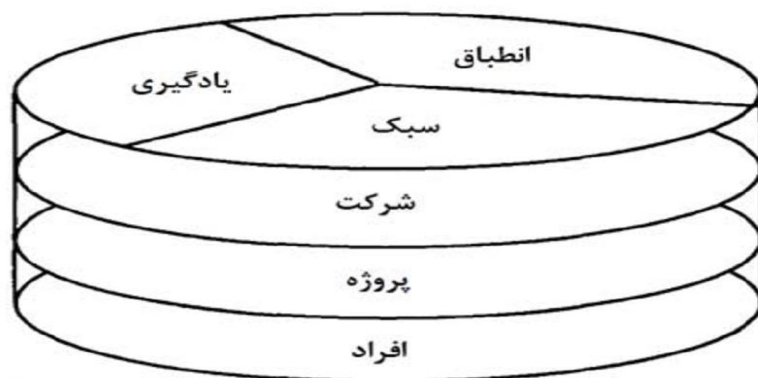 انطباق
یادگیری
سبک
شرکت
پروژه
افراد